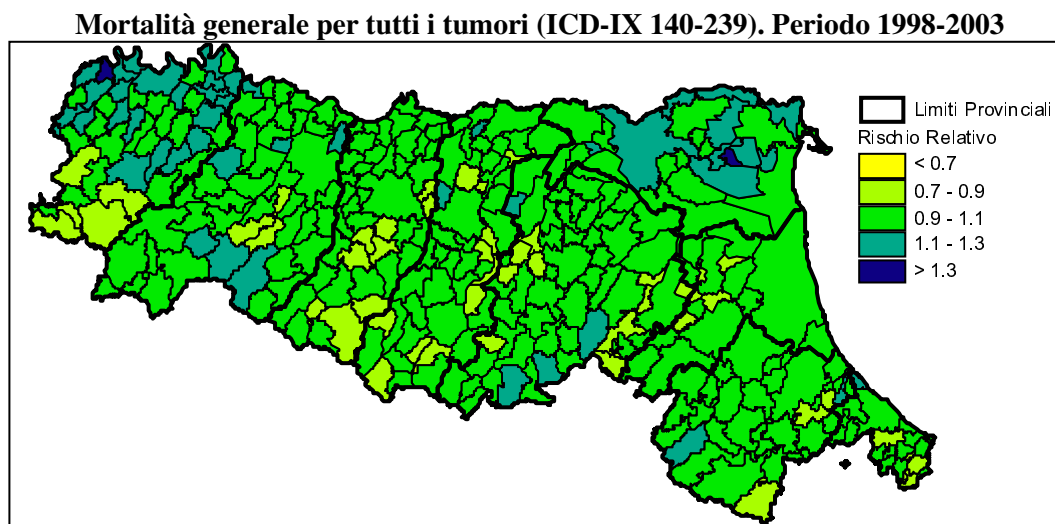 Mortalità generale per tutti i tumori (ICD-IX 140-239). Periodo 1998-2003
Limiti Provinciali
Rischio Relativo
< 0.7
0.7 - 0.9
0.9 - 1.1
1.1 - 1.3
> 1.3